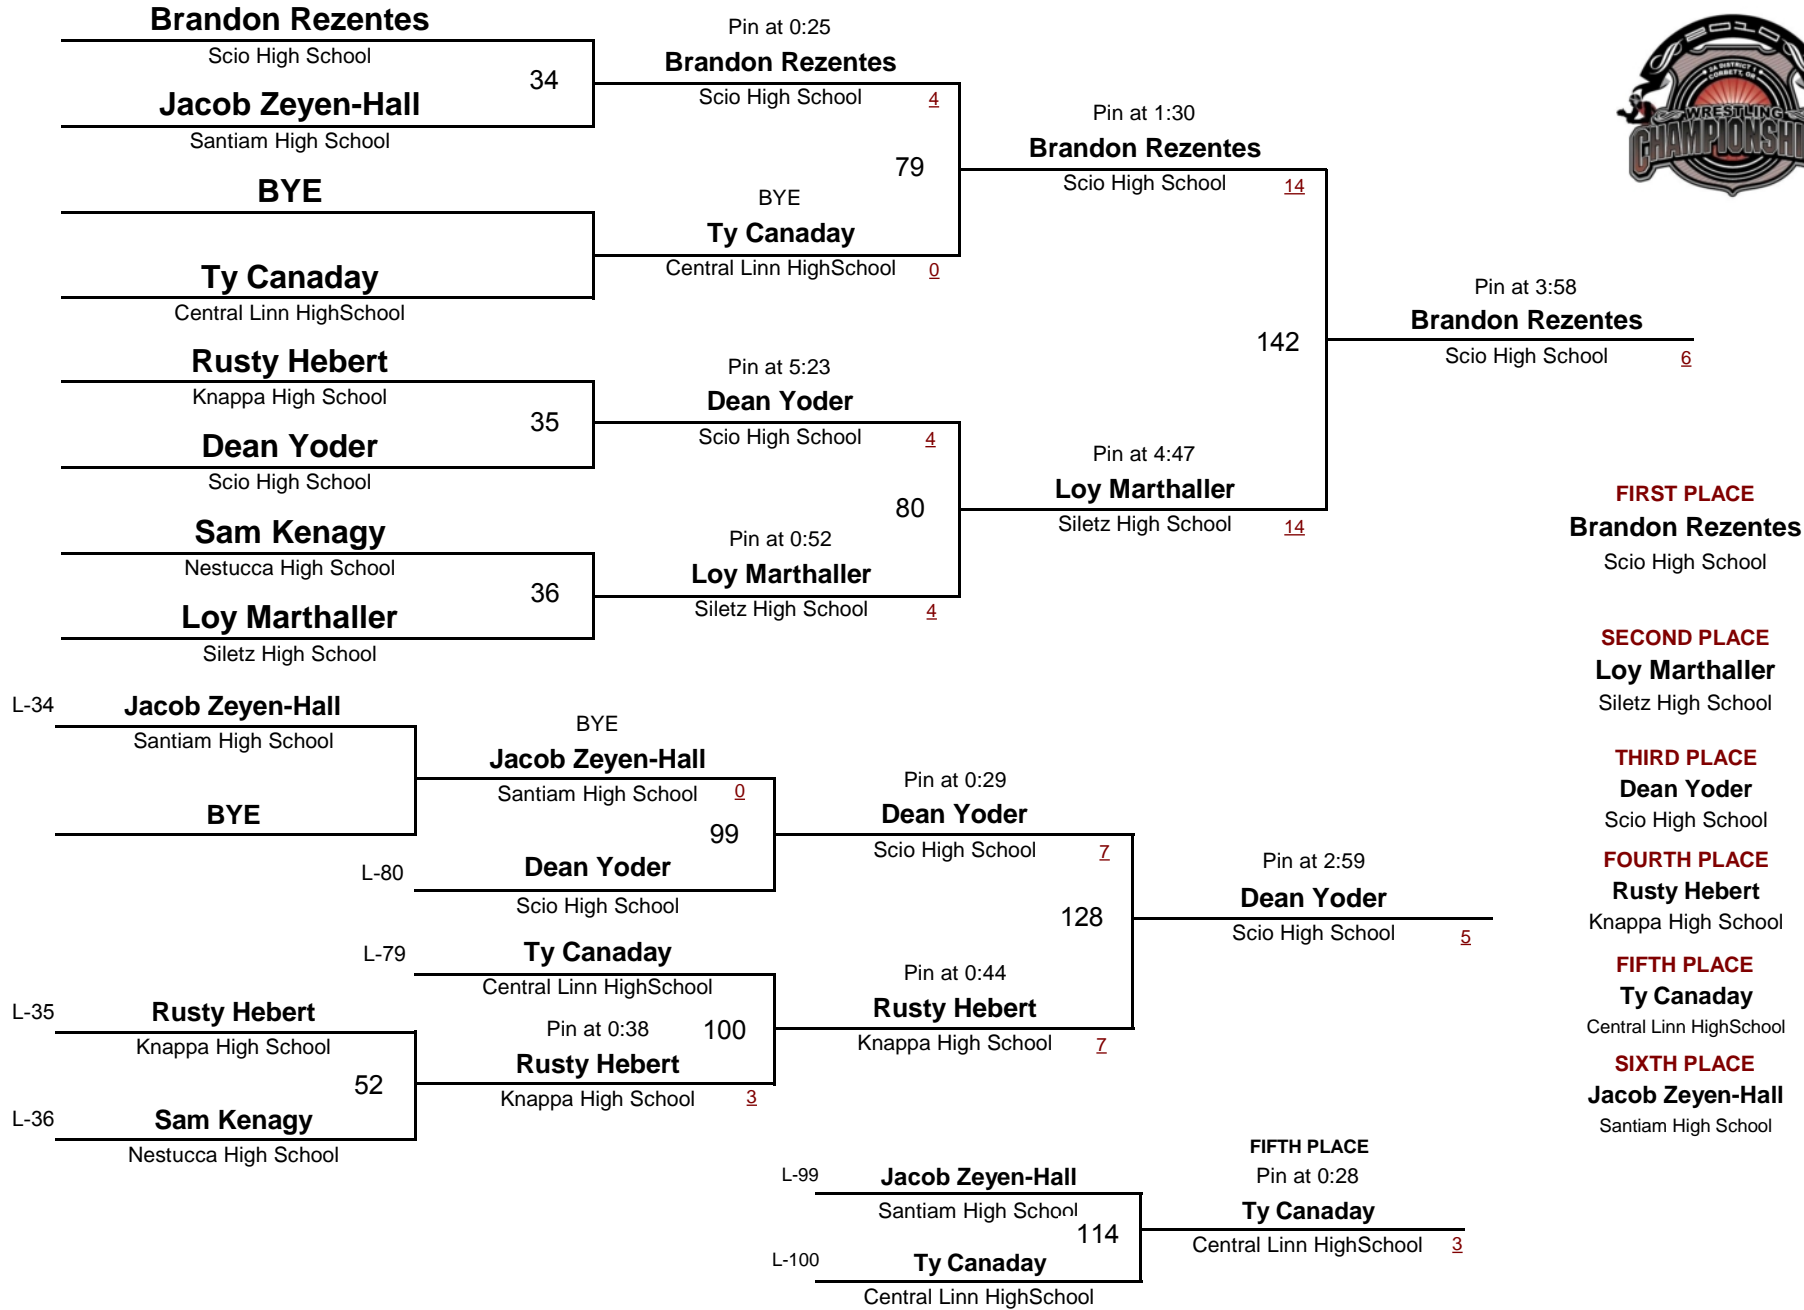 Brandon Rezentes
Scio High School
34
Jacob Zeyen-Hall
Santiam High School
BYE
Ty Canaday
Central Linn HighSchool
Rusty Hebert
Knappa High School
35
Dean Yoder
Scio High School
Sam Kenagy
Nestucca High School
36
Loy Marthaller
Siletz High School
Pin at 0:25
Brandon Rezentes
Scio High School 4
79
BYE
Ty Canaday
Central Linn HighSchool 0
Pin at 5:23
Dean Yoder
Scio High School 4
80
Pin at 0:52
Loy Marthaller
Siletz High School 4
Pin at 1:30
Brandon Rezentes
Scio High School 14
142
Pin at 4:47
Loy Marthaller
Siletz High School 14
Pin at 3:58
Brandon Rezentes
Scio High School 6
2010
2A DISTRICT 1
CORBETT, OR
WRESTLING
FIRST PLACE
Brandon Rezentes
Scio High School
SECOND PLACE
Loy Marthaller
Siletz High School
THIRD PLACE
Dean Yoder
Scio High School
FOURTH PLACE
Rusty Hebert
Knappa High School
FIFTH PLACE
Ty Canaday
Central Linn HighSchool
SIXTH PLACE
Jacob Zeyen-Hall
Santiam High School
L-34 Jacob Zeyen-Hall
Santiam High School
BYE
L-35 Rusty Hebert
Knappa High School
52
L-36 Sam Kenagy
Nestucca High School
BYE
Jacob Zeyen-Hall
Santiam High School 0
99
L-80 Dean Yoder
Scio High School
L-79 Ty Canaday
Central Linn HighSchool
Pin at 0:38 100
Rusty Hebert
Knappa High School 3
Pin at 0:29
Dean Yoder
Scio High School 7
128
Pin at 0:44
Rusty Hebert
Knappa High School 7
Pin at 2:59
Dean Yoder
Scio High School 5
L-99 Jacob Zeyen-Hall
Santiam High School
114
L-100 Ty Canaday
Central Linn HighSchool
FIFTH PLACE
Pin at 0:28
Ty Canaday
Central Linn HighSchool 3